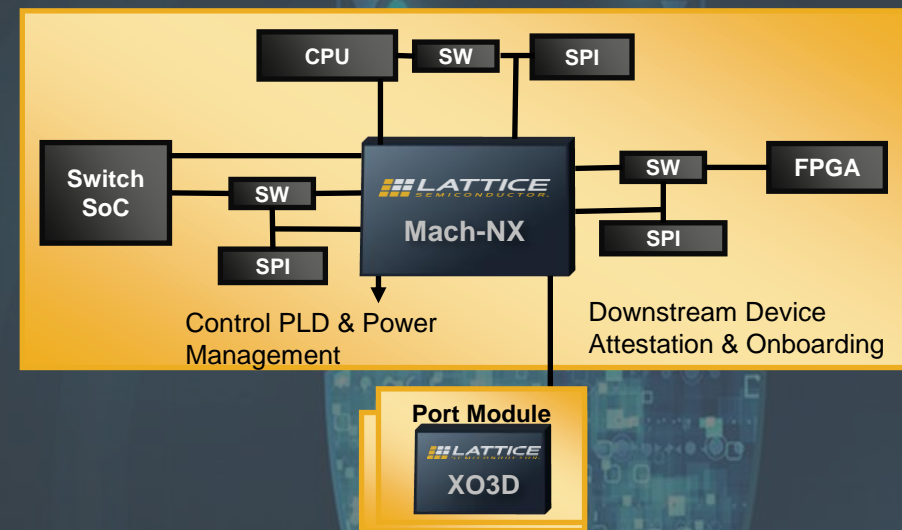 CPU
SW
SPI
Switch
SoC
SW
SPI
LATTICE
SEMICONDUCTOR.
Mach-NX
SW
FPGA
SPI
Control PLD & Power
Management
Downstream Device
Attestation & Onboarding
Port Module
LATTICE
SEMICONDUCTOR.
XO3D